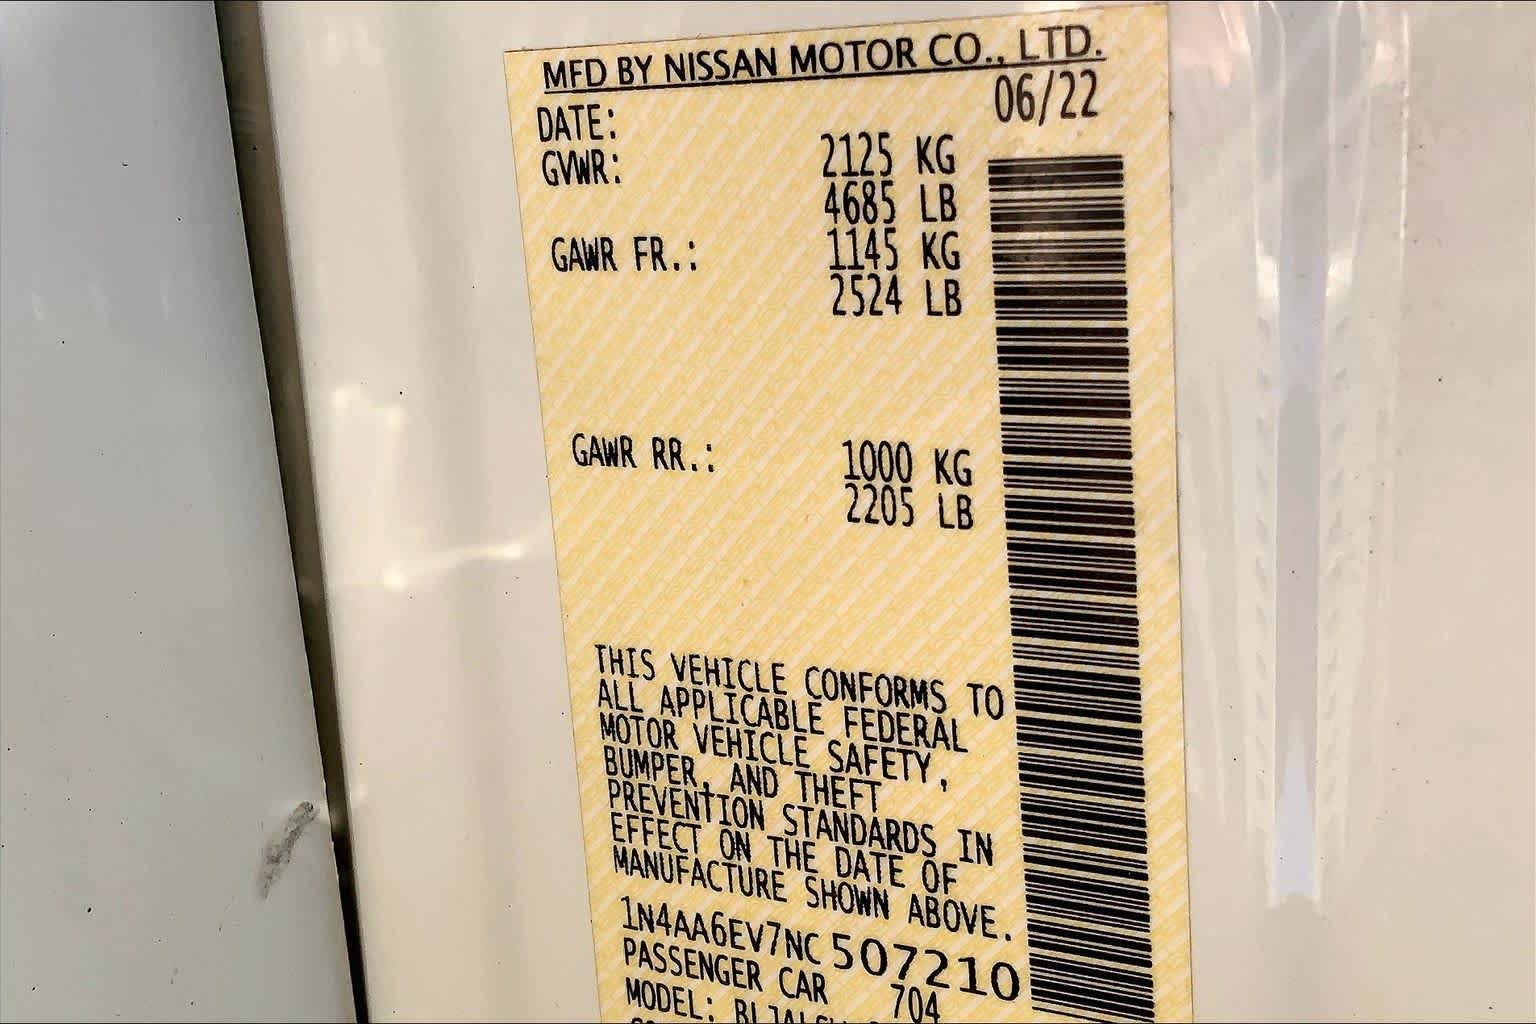 MFD BY NISSAN MOTOR CO., LTD.
DATE: 06/22
GVWR: 2125 KG
4685 LB
GAWR FR.: 1145 KG
2524 LB
GAWR RR.: 1000 KG
2205 LB
THIS VEHICLE CONFORMS TO
ALL APPLICABLE FEDERAL
MOTOR VEHICLE SAFETY,
BUMPER, AND THEFT
PREVENTION STANDARDS IN
EFFECT ON THE DATE OF
MANUFACTURE SHOWN ABOVE.
1N4AA6EV7NC507210
PASSENGER CAR 704
MODEL: